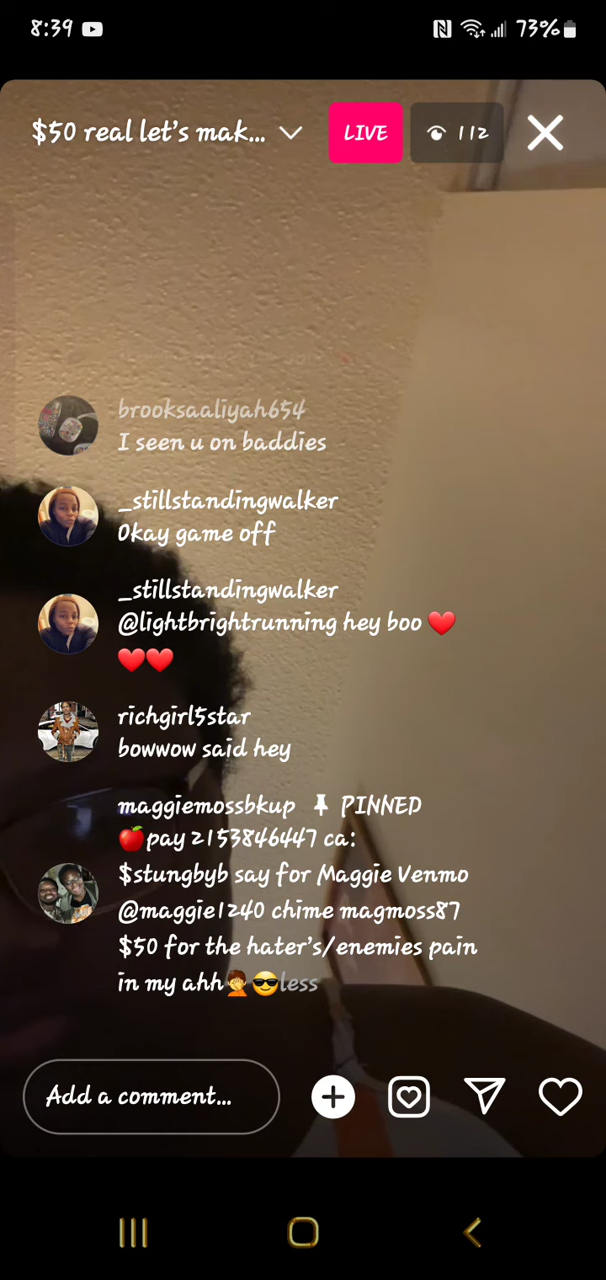 8:39
73%
$50 real let's mak...
LIVE
112
brooksaaliyah654
I seen u on baddies
_stillstandingwalker
Okay game off
_stillstandingwalker
@lightbrightrunning hey boo ❤️
❤️❤️
richgirl5star
bowwow said hey
maggiemossbkup 📌 PINNED
🍎pay 2153846447 ca:
$stungbyb say for Maggie Venmo
@maggie1240 chime magmoss87
$50 for the hater's/enemies pain
in my ahh🤦😎less
Add a comment...